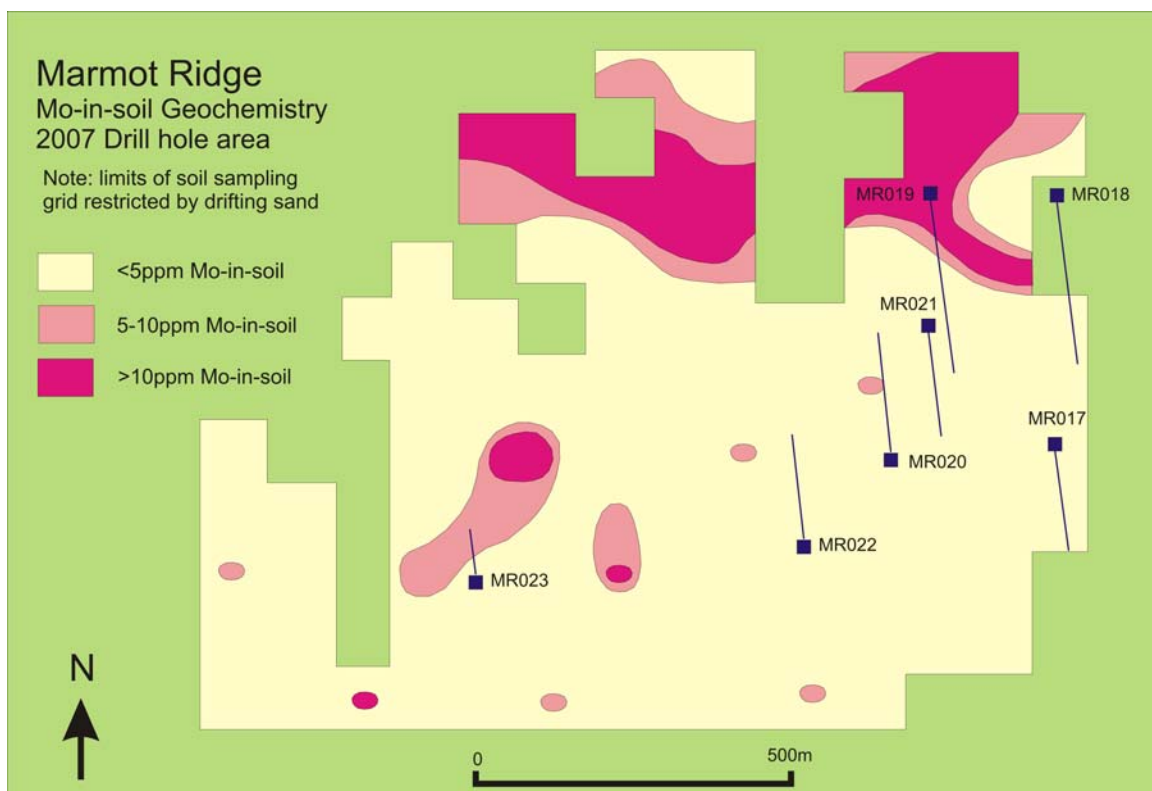 Marmot Ridge
Mo-in-soil Geochemistry
2007 Drill hole area
Note: limits of soil sampling
grid restricted by drifting sand
<5ppm Mo-in-soil
5-10ppm Mo-in-soil
>10ppm Mo-in-soil
MR019
MR018
MR021
MR017
MR020
MR022
MR023
N
0
500m